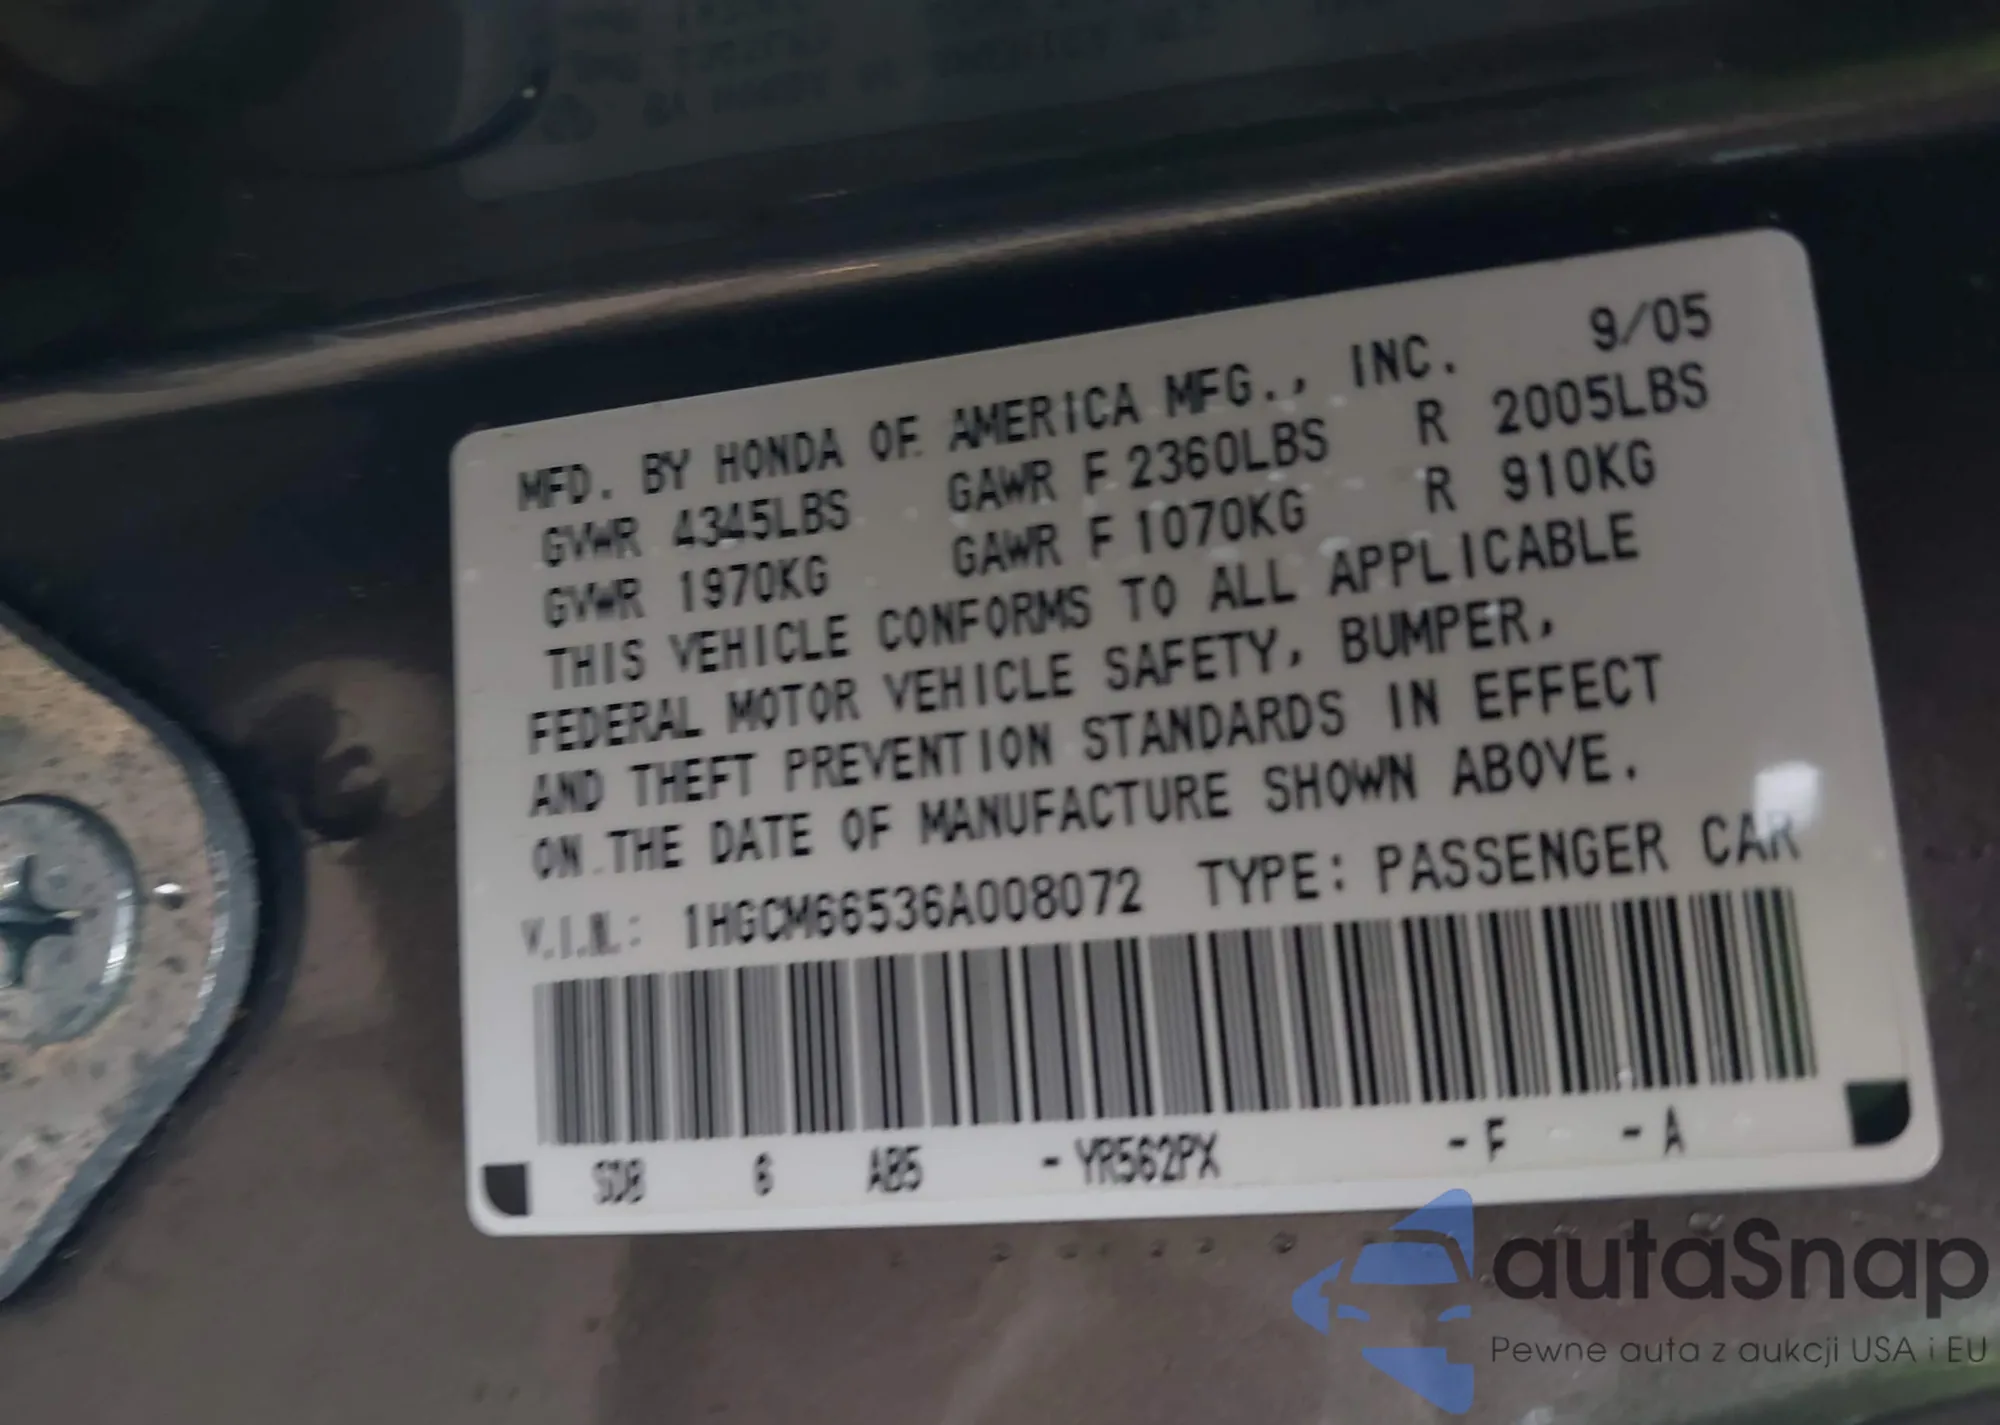 MFD. BY HONDA OF AMERICA MFG., INC. 9/05
GVWR 4345LBS GAWR F 2360LBS R 2005LBS
GVWR 1970KG GAWR F 1070KG R 910KG
THIS VEHICLE CONFORMS TO ALL APPLICABLE
FEDERAL MOTOR VEHICLE SAFETY, BUMPER,
AND THEFT PREVENTION STANDARDS IN EFFECT
ON THE DATE OF MANUFACTURE SHOWN ABOVE.
V.I.N.: 1HGCM66536A008072 TYPE: PASSENGER CAR
SDB 6 AB5 - YR562PX - F - A
autaSnap
Pewne auta z aukcji USA i EU